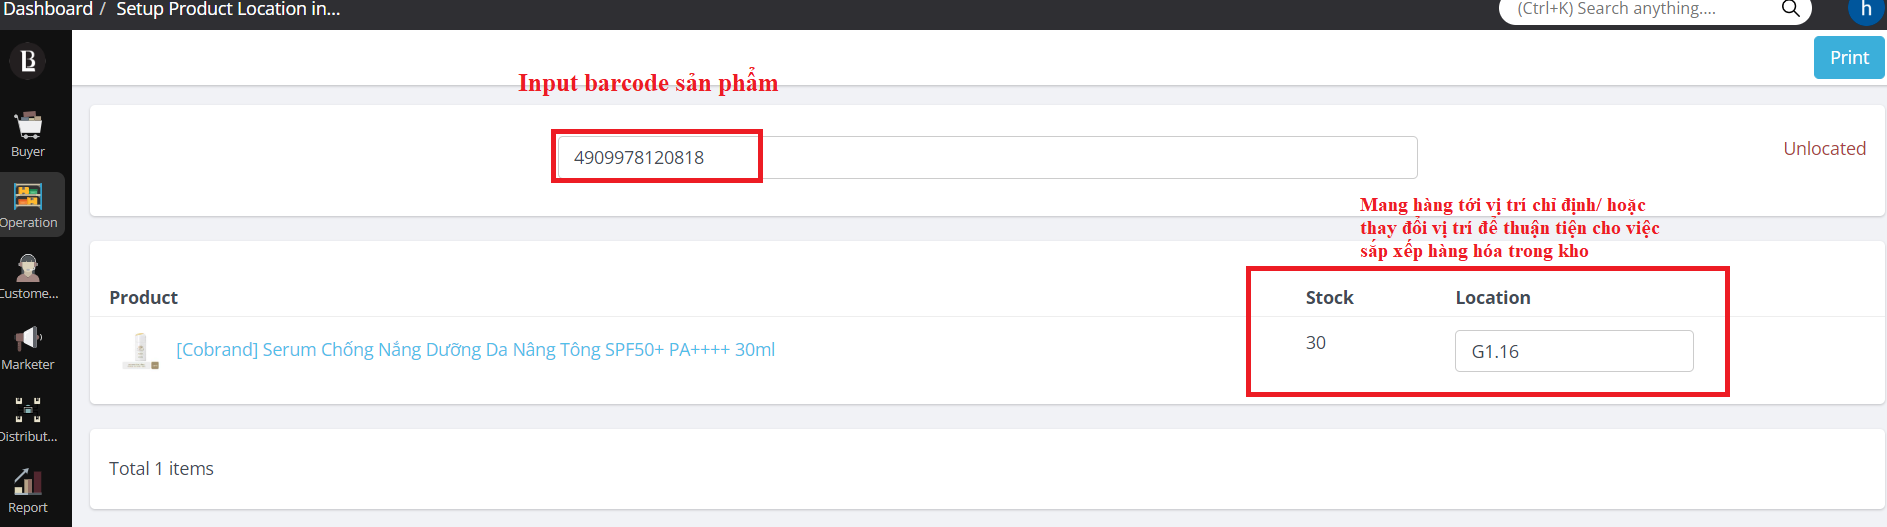 Dashboard / Setup Product Location in...
(Ctrl+K) Search anything....
h
B
Print
Input barcode sản phẩm
Buyer
4909978120818
Unlocated
Operation
Mang hàng tới vị trí chỉ định/ hoặc
thay đổi vị trí để thuận tiện cho việc
sắp xếp hàng hóa trong kho
Custome...
Product
Stock
Location
[Cobrand] Serum Chống Nắng Dưỡng Da Nâng Tông SPF50+ PA++++ 30ml
30
G1.16
Marketer
Distribut...
Total 1 items
Report